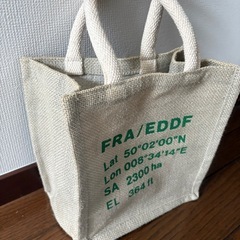 FRA/EDDF
Lat 50°02'00"N
Lon 008°34'14"E
SA 2300 ha
EL 364 ft